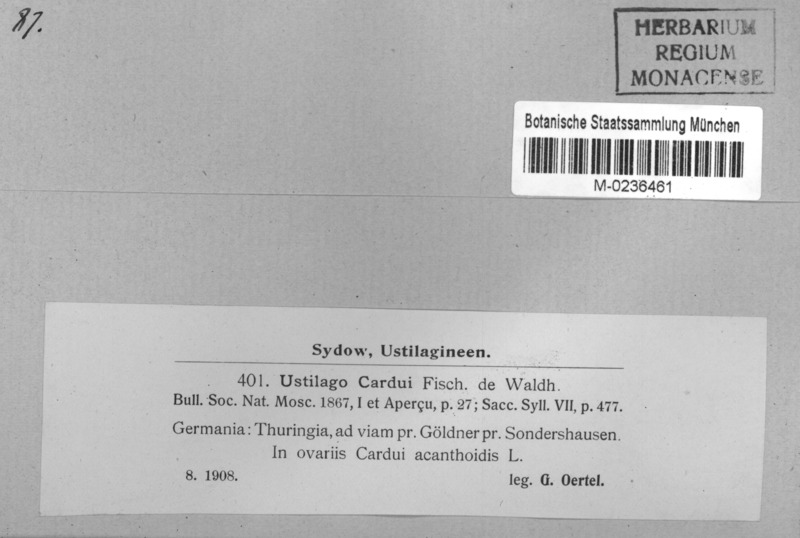 87.
HERBARIUM
REGIUM
MONACENSE
Botanische Staatssammlung München
M-0236461
Sydow, Ustilagineen.
401. Ustilago Cardui Fisch. de Waldh.
Bull. Soc. Nat. Mosc. 1867, I et Aperçu, p. 27; Sacc. Syll. VII, p. 477.
Germania: Thuringia, ad viam pr. Göldner pr. Sondershausen.
In ovariis Cardui acanthoidis L.
8. 1908. leg. G. Oertel.